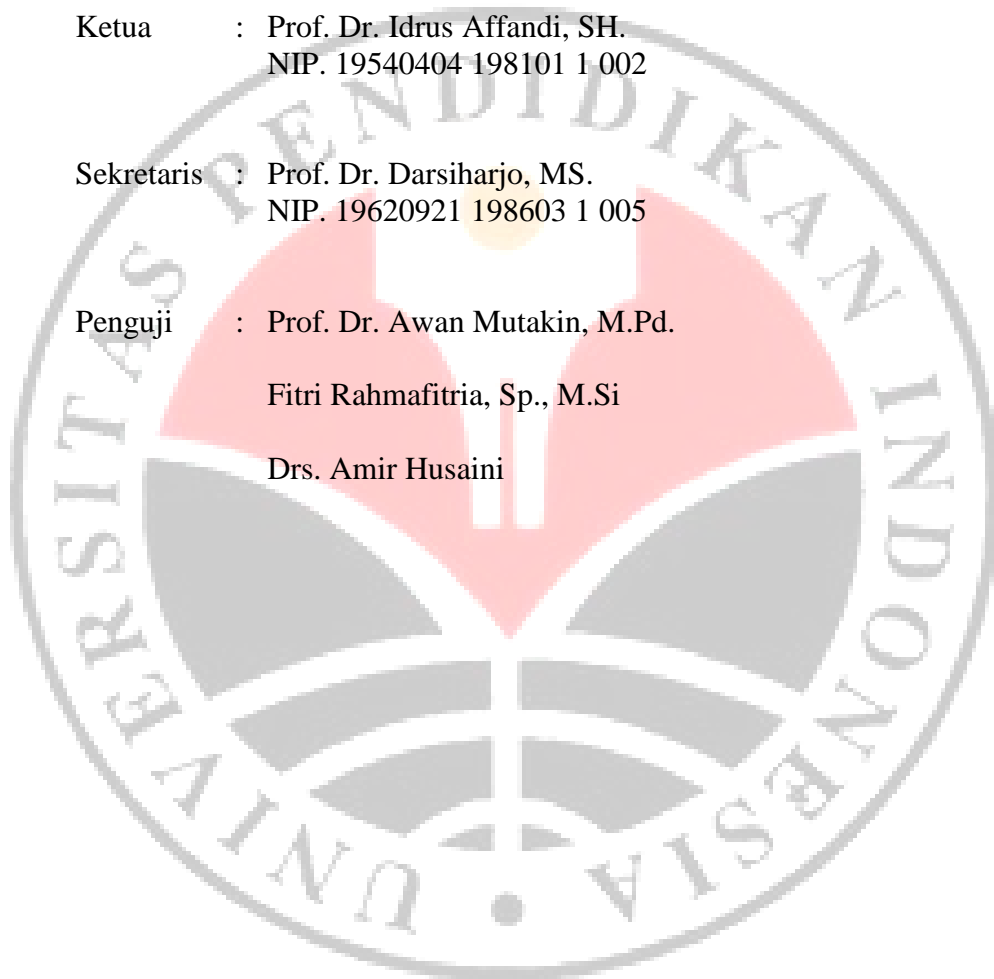 Ketua : Prof. Dr. Idrus Affandi, SH.
NIP. 19540404 198101 1 002
Sekretaris : Prof. Dr. Darsiharjo, MS.
NIP. 19620921 198603 1 005
Penguji : Prof. Dr. Awan Mutakin, M.Pd.
Fitri Rahmafitria, Sp., M.Si
Drs. Amir Husaini
UNIVERSITAS PENDIDIKAN INDONESIA